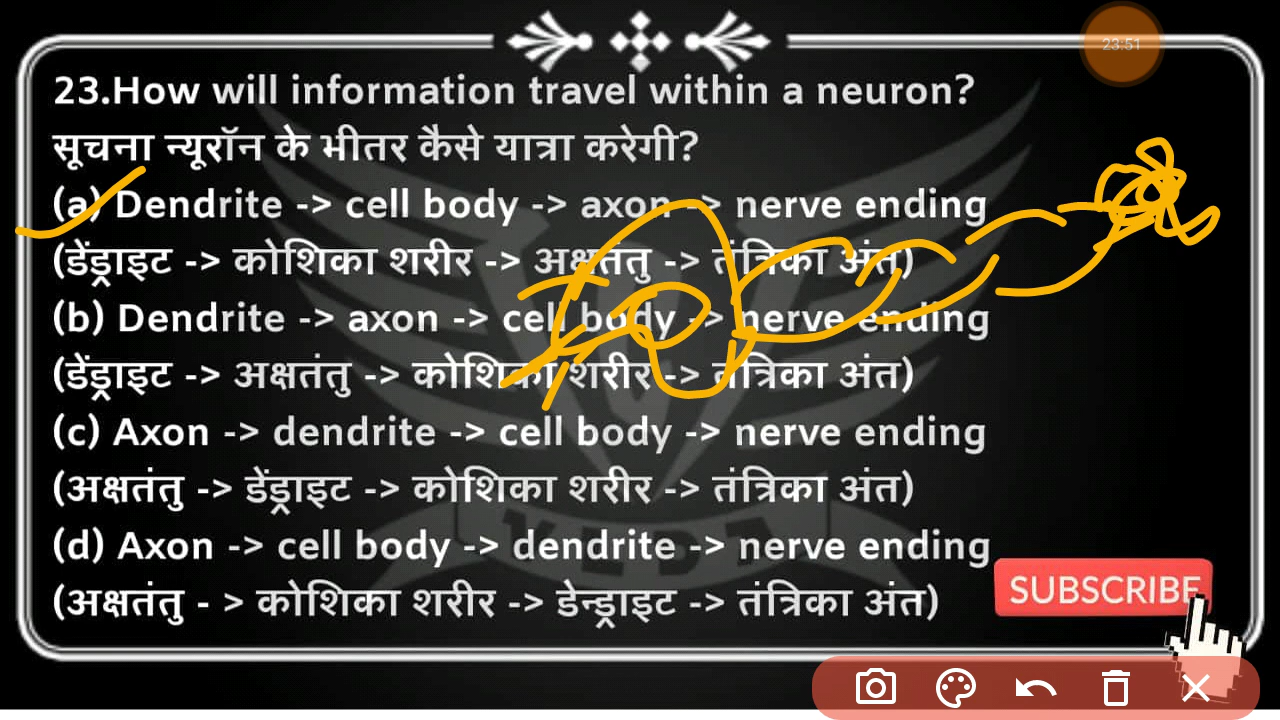 23:51
23.How will information travel within a neuron?
सूचना न्यूरॉन के भीतर कैसे यात्रा करेगी?
(a) Dendrite -> cell body -> axon -> nerve ending
(डेंड्राइट -> कोशिका शरीर -> अक्षतंतु -> तंत्रिका अंत)
(b) Dendrite -> axon -> cell body -> nerve ending
(डेंड्राइट -> अक्षतंतु -> कोशिका शरीर -> तंत्रिका अंत)
(c) Axon -> dendrite -> cell body -> nerve ending
(अक्षतंतु -> डेंड्राइट -> कोशिका शरीर -> तंत्रिका अंत)
(d) Axon -> cell body -> dendrite -> nerve ending
(अक्षतंतु - > कोशिका शरीर -> डेन्ड्राइट -> तंत्रिका अंत)
SUBSCRIBE